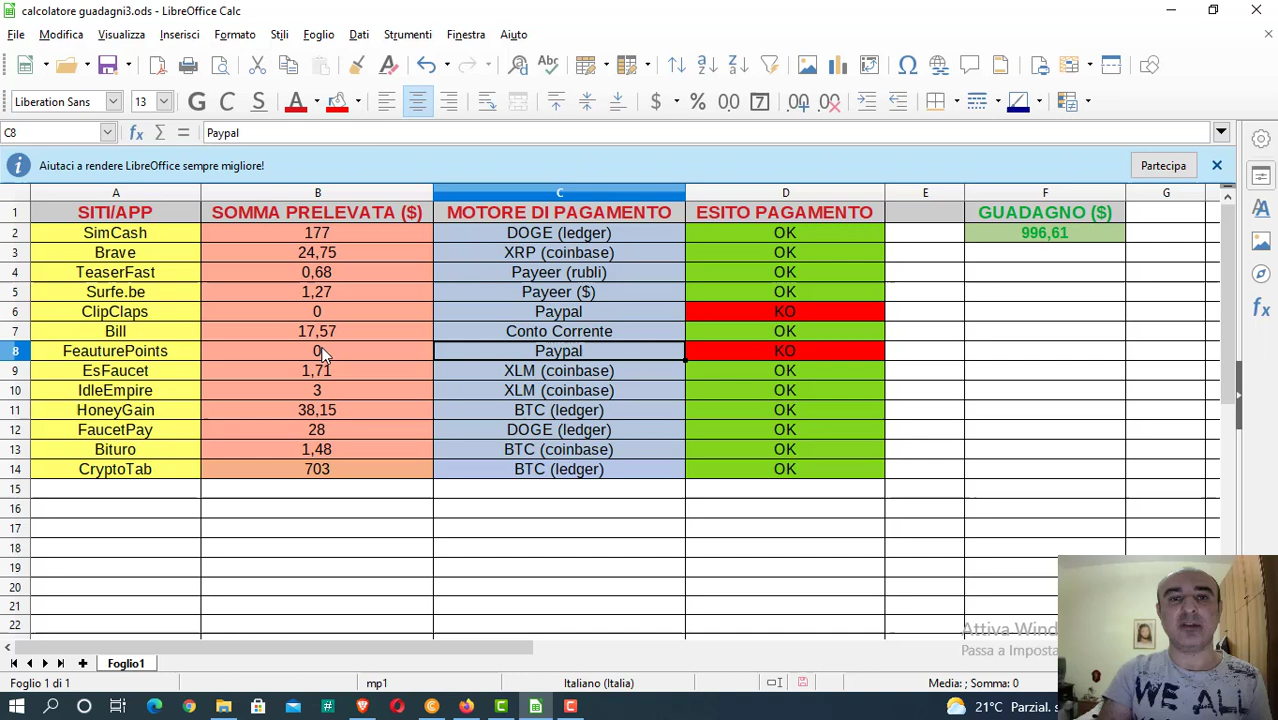 calcolatore guadagni3.ods - LibreOffice Calc
File Modifica Visualizza Inserisci Formato Stili Foglio Dati Strumenti Finestra Aiuto
Liberation Sans 13 G C S A
C8 Paypal
Aiutaci a rendere LibreOffice sempre migliore! Partecipa
A B C D E F G
1 SITI/APP SOMMA PRELEVATA ($) MOTORE DI PAGAMENTO ESITO PAGAMENTO GUADAGNO ($)
2 SimCash 177 DOGE (ledger) OK 996,61
3 Brave 24,75 XRP (coinbase) OK
4 TeaserFast 0,68 Payeer (rubli) OK
5 Surfe.be 1,27 Payeer ($) OK
6 ClipClaps 0 Paypal KO
7 Bill 17,57 Conto Corrente OK
8 FeauturePoints 0 Paypal KO
9 EsFaucet 1,71 XLM (coinbase) OK
10 IdleEmpire 3 XLM (coinbase) OK
11 HoneyGain 38,15 BTC (ledger) OK
12 FaucetPay 28 DOGE (ledger) OK
13 Bituro 1,48 BTC (coinbase) OK
14 CryptoTab 703 BTC (ledger) OK
15
16
17
18
19
20
21
22
Attiva Wind
Passa a Imposta
WE ALL
Foglio1
Foglio 1 di 1 mp1 Italiano (Italia) Media: ; Somma: 0
21°C Parzial. s